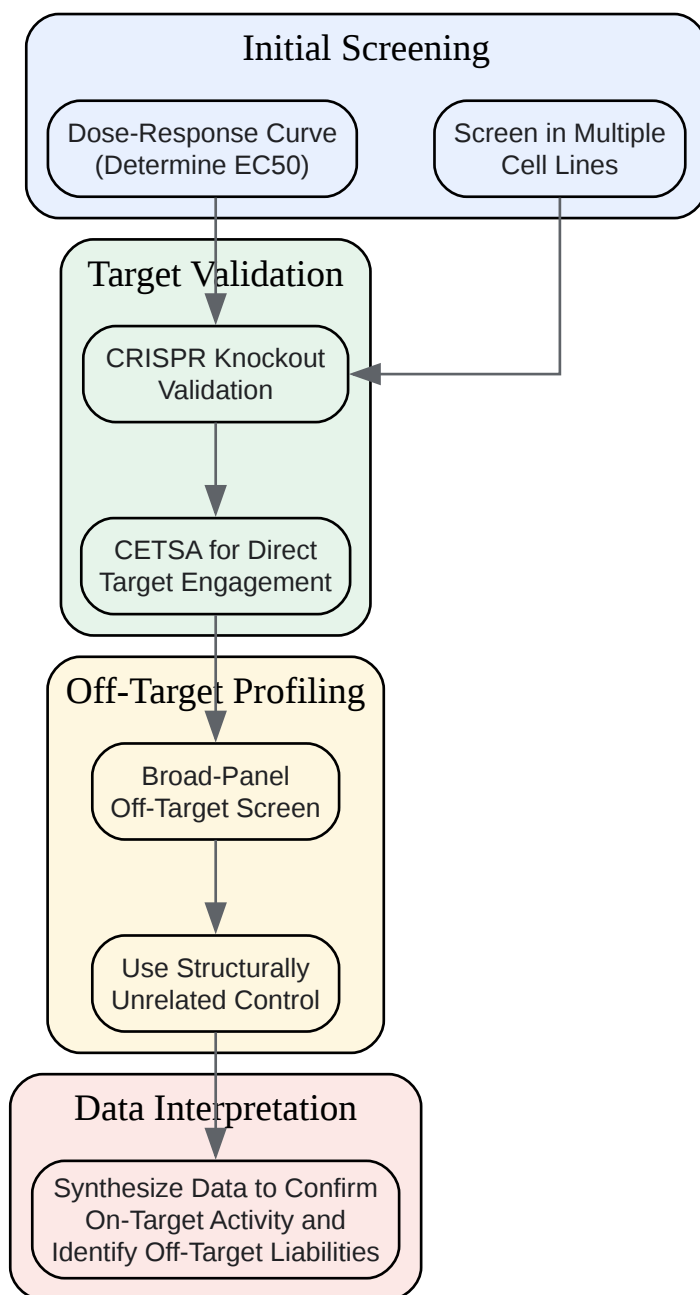 Initial Screening
Dose-Response Curve
(Determine EC50)
Screen in Multiple
Cell Lines
Target Validation
CRISPR Knockout
Validation
CETSA for Direct
Target Engagement
Off-Target Profiling
Broad-Panel
Off-Target Screen
Use Structurally
Unrelated Control
Data Interpretation
Synthesize Data to Confirm
On-Target Activity and
Identify Off-Target Liabilities